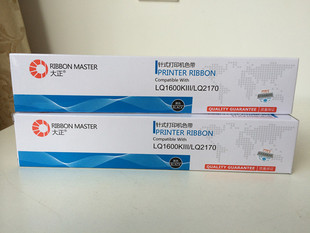 RIBBON MASTER
大正®
针式打印机色带
PRINTER RIBBON
Compatible With
LQ1600KIII/LQ2170
QUALITY GUARANTEE
RIBBON MASTER
大正®
针式打印机色带
PRINTER RIBBON
Compatible With
LQ1600KIII/LQ2170
QUALITY GUARANTEE